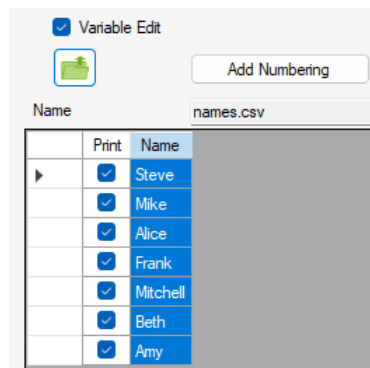 Variable Edit
Add Numbering
Name names.csv
Print Name
Steve
Mike
Alice
Frank
Mitchell
Beth
Amy